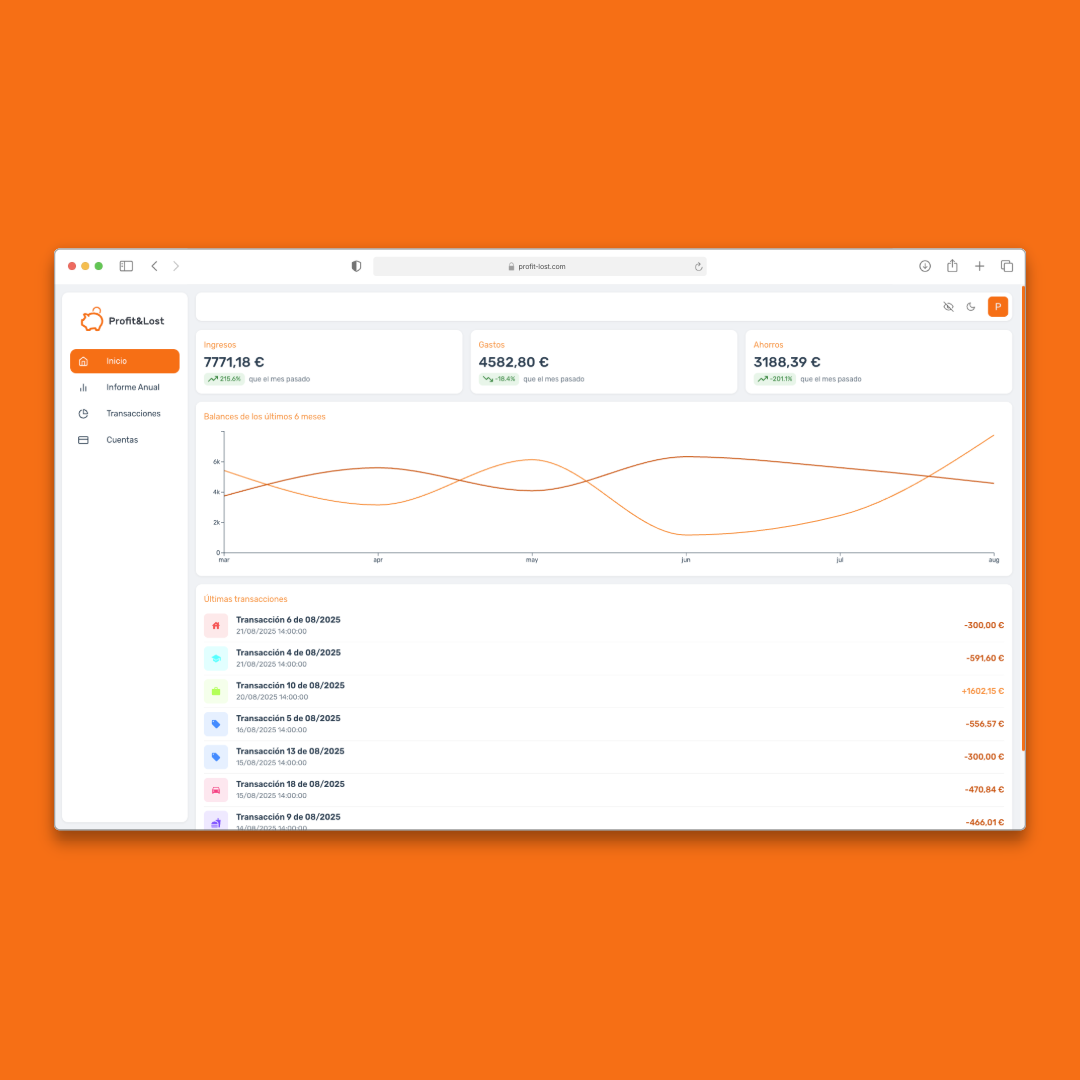 profit-lost.com
Profit&Lost
P
Inicio
Informe Anual
Transacciones
Cuentas
Ingresos
7771,18 €
215.6% que el mes pasado
Gastos
4582,80 €
-18.4% que el mes pasado
Ahorros
3188,39 €
-201.1% que el mes pasado
Balances de los últimos 6 meses
6k
4k
2k
0
mar apr may jun jul aug
Últimas transacciones
Transacción 6 de 08/2025
21/08/2025 14:00:00
-300,00 €
Transacción 4 de 08/2025
21/08/2025 14:00:00
-591,60 €
Transacción 10 de 08/2025
20/08/2025 14:00:00
+1602,15 €
Transacción 5 de 08/2025
16/08/2025 14:00:00
-556,57 €
Transacción 13 de 08/2025
15/08/2025 14:00:00
-300,00 €
Transacción 18 de 08/2025
15/08/2025 14:00:00
-470,84 €
Transacción 9 de 08/2025
14/08/2025 14:00:00
-466,01 €